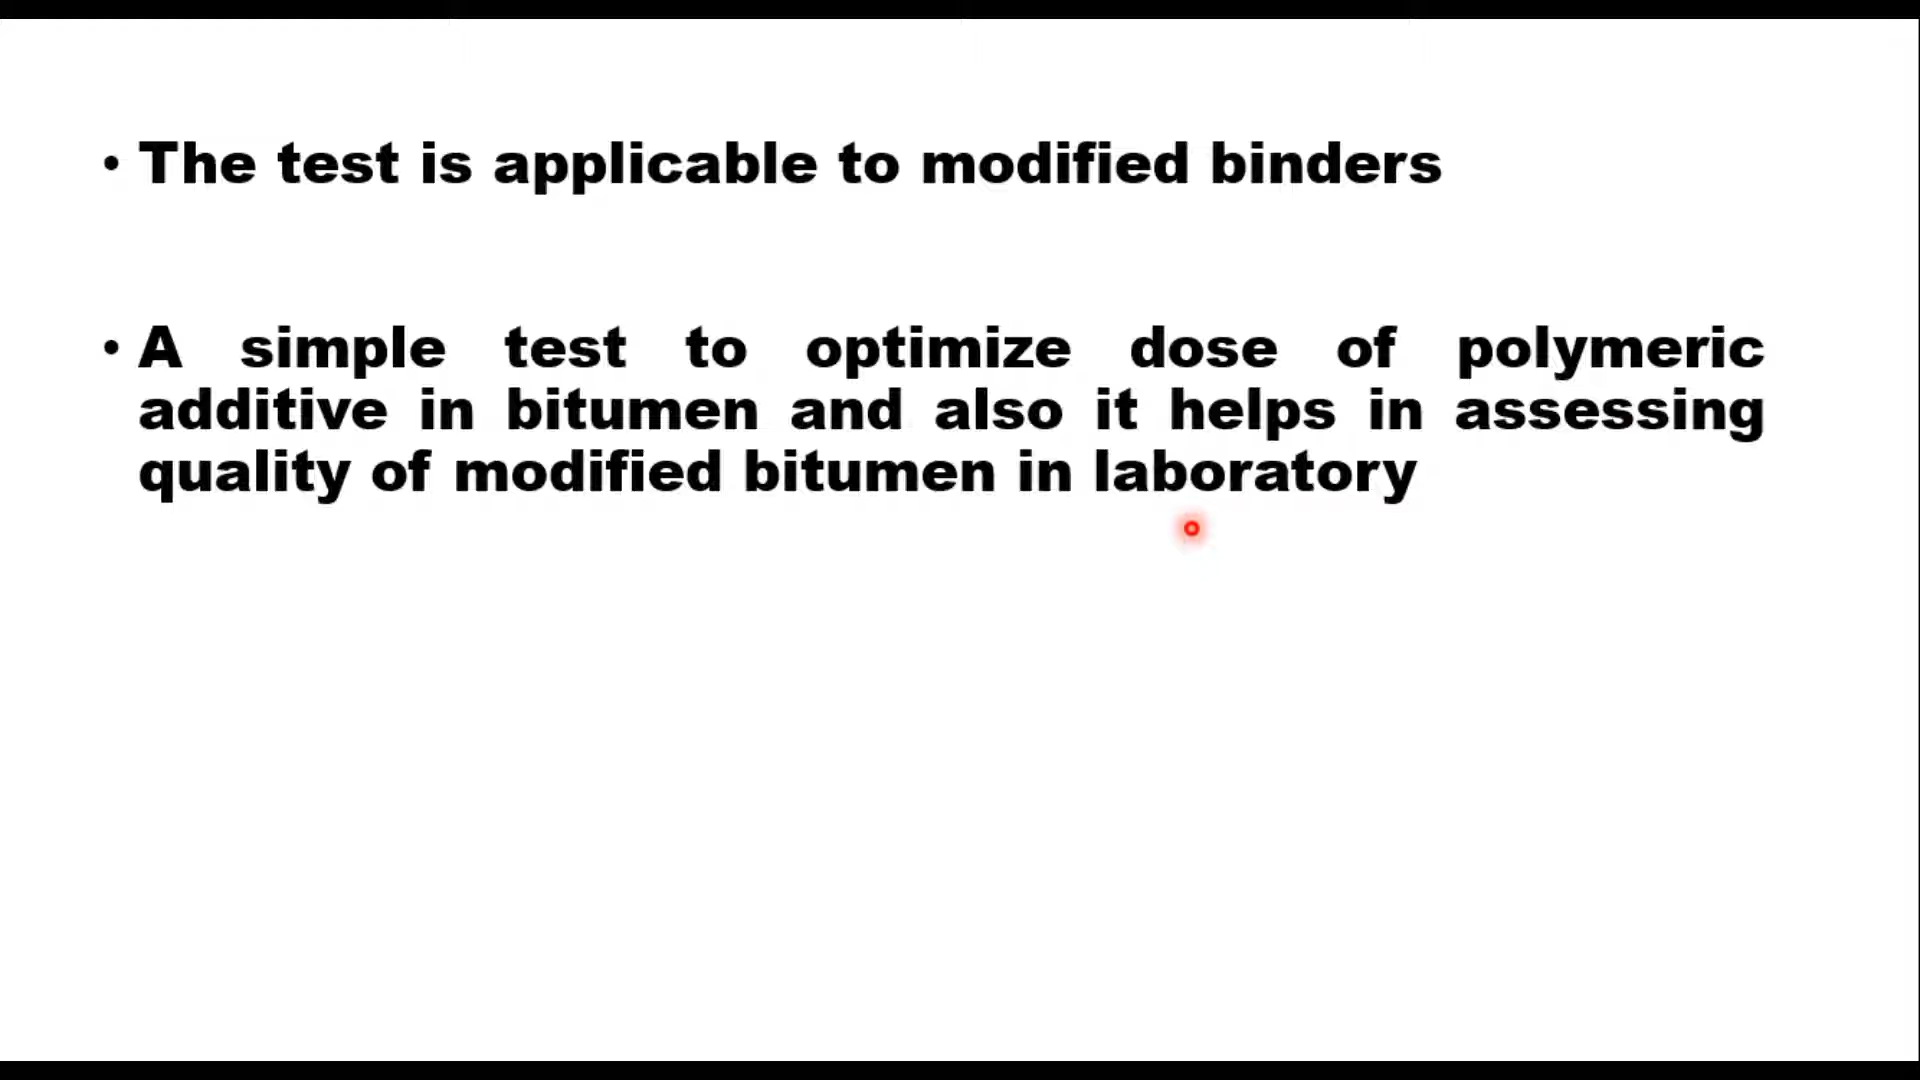 • The test is applicable to modified binders
• A simple test to optimize dose of polymeric
additive in bitumen and also it helps in assessing
quality of modified bitumen in laboratory